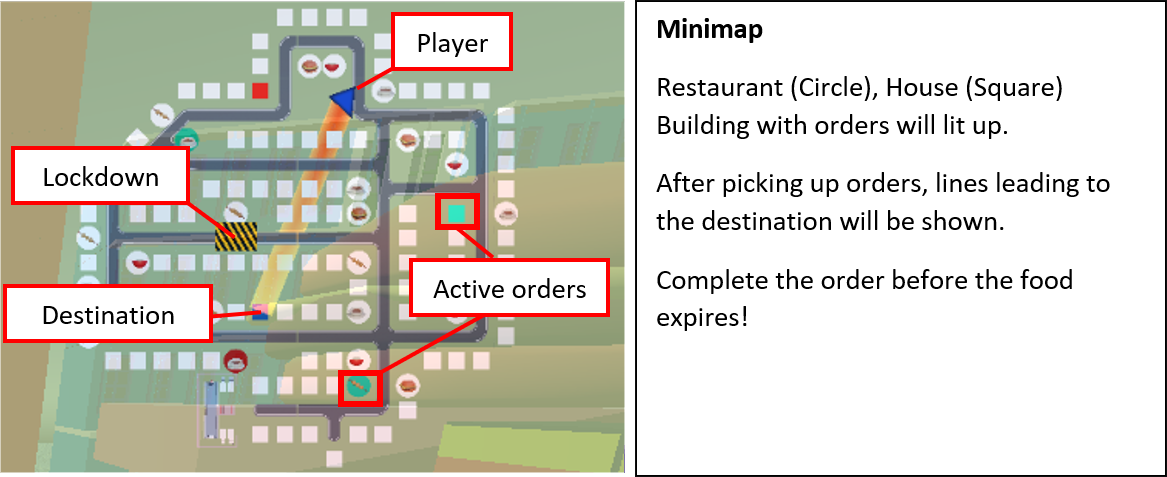 Player
Lockdown
Destination
Active orders
Minimap
Restaurant (Circle), House (Square)
Building with orders will lit up.
After picking up orders, lines leading to
the destination will be shown.
Complete the order before the food
expires!